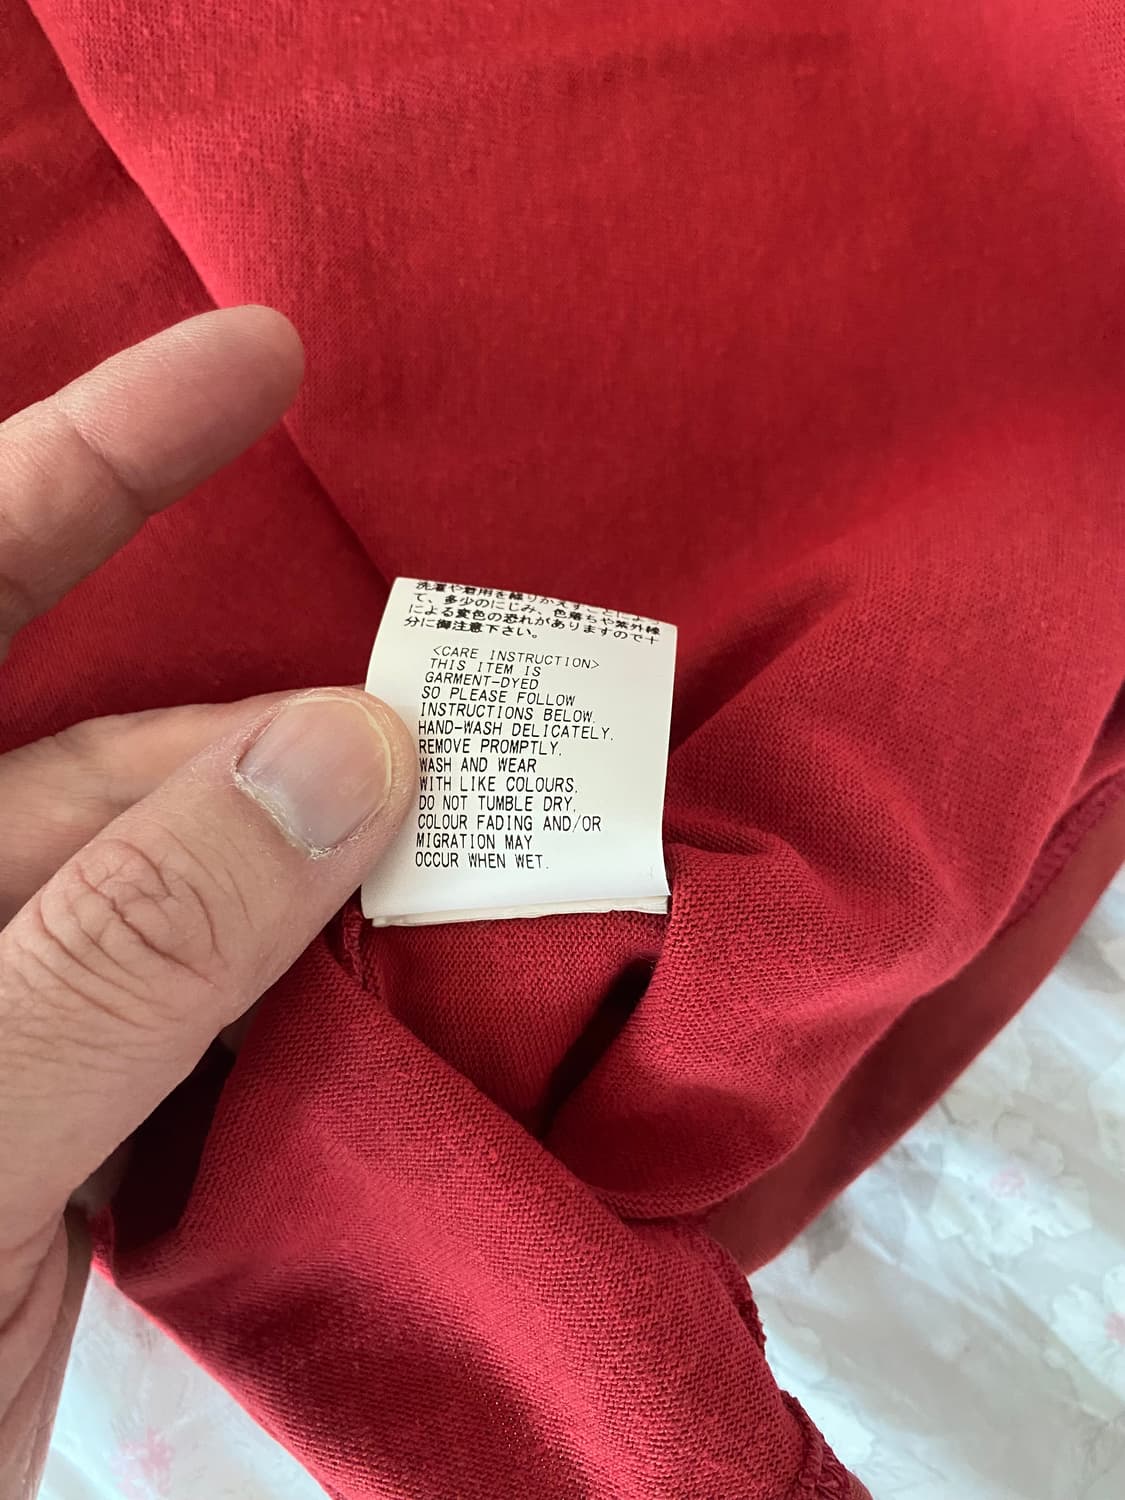 洗濯や着用を繰りかえすことによっ
て、多少のにじみ、色落ちや紫外線
による変色の恐れがありますので十
分に御注意下さい。
<CARE INSTRUCTION>
THIS ITEM IS
GARMENT-DYED
SO PLEASE FOLLOW
INSTRUCTIONS BELOW.
HAND-WASH DELICATELY.
REMOVE PROMPTLY.
WASH AND WEAR
WITH LIKE COLOURS.
DO NOT TUMBLE DRY.
COLOUR FADING AND/OR
MIGRATION MAY
OCCUR WHEN WET.